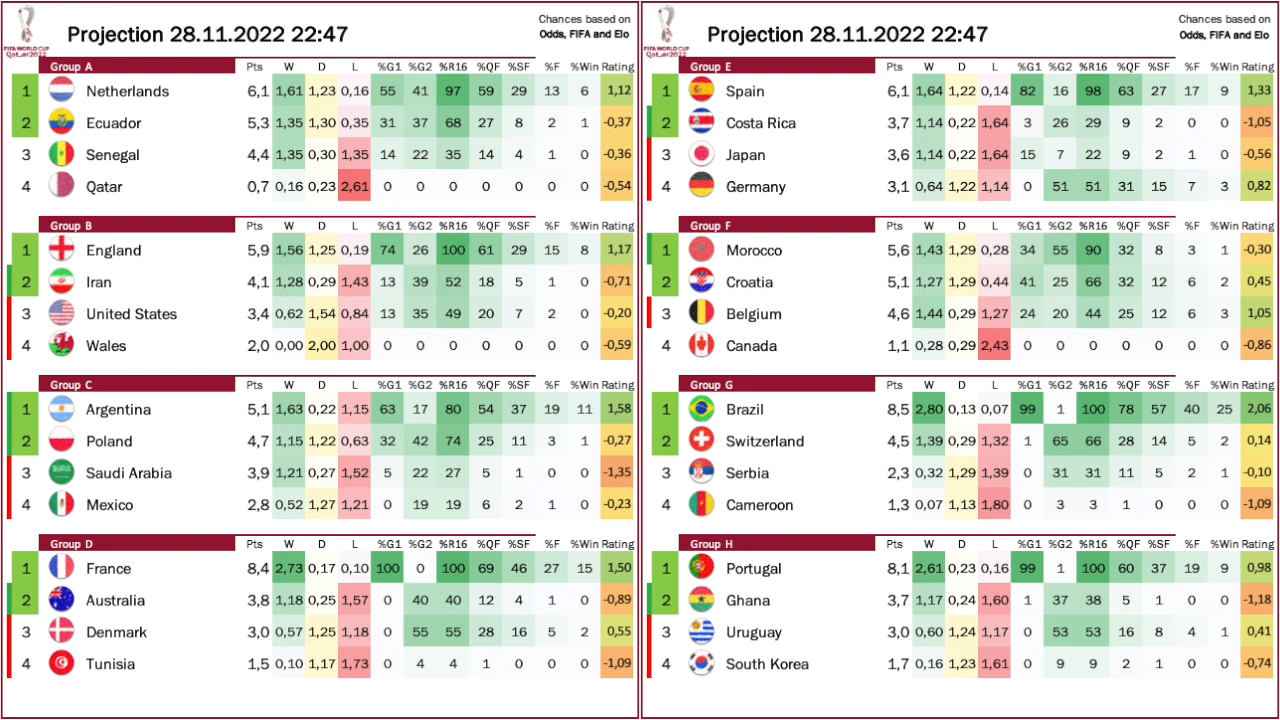 FIFA WORLD CUP
Qatar2022
Projection 28.11.2022 22:47
Chances based on
Odds, FIFA and Elo
Group A Pts W D L %G1 %G2 %R16 %QF %SF %F %Win Rating
1 Netherlands 6,1 1,61 1,23 0,16 55 41 97 59 29 13 6 1,12
2 Ecuador 5,3 1,35 1,30 0,35 31 37 68 27 8 2 1 -0,37
3 Senegal 4,4 1,35 0,30 1,35 14 22 35 14 4 1 0 -0,36
4 Qatar 0,7 0,16 0,23 2,61 0 0 0 0 0 0 0 -0,54
Group B Pts W D L %G1 %G2 %R16 %QF %SF %F %Win Rating
1 England 5,9 1,56 1,25 0,19 74 26 100 61 29 15 8 1,17
2 Iran 4,1 1,28 0,29 1,43 13 39 52 18 5 1 0 -0,71
3 United States 3,4 0,62 1,54 0,84 13 35 49 20 7 2 0 -0,20
4 Wales 2,0 0,00 2,00 1,00 0 0 0 0 0 0 0 -0,59
Group C Pts W D L %G1 %G2 %R16 %QF %SF %F %Win Rating
1 Argentina 5,1 1,63 0,22 1,15 63 17 80 54 37 19 11 1,58
2 Poland 4,7 1,15 1,22 0,63 32 42 74 25 11 3 1 -0,27
3 Saudi Arabia 3,9 1,21 0,27 1,52 5 22 27 5 1 0 0 -1,35
4 Mexico 2,8 0,52 1,27 1,21 0 19 19 6 2 1 0 -0,23
Group D Pts W D L %G1 %G2 %R16 %QF %SF %F %Win Rating
1 France 8,4 2,73 0,17 0,10 100 0 100 69 46 27 15 1,50
2 Australia 3,8 1,18 0,25 1,57 0 40 40 12 4 1 0 -0,89
3 Denmark 3,0 0,57 1,25 1,18 0 55 55 28 16 5 2 0,55
4 Tunisia 1,5 0,10 1,17 1,73 0 4 4 1 0 0 0 -1,09
FIFA WORLD CUP
Qatar2022
Projection 28.11.2022 22:47
Chances based on
Odds, FIFA and Elo
Group E Pts W D L %G1 %G2 %R16 %QF %SF %F %Win Rating
1 Spain 6,1 1,64 1,22 0,14 82 16 98 63 27 17 9 1,33
2 Costa Rica 3,7 1,14 0,22 1,64 3 26 29 9 2 0 0 -1,05
3 Japan 3,6 1,14 0,22 1,64 15 7 22 9 2 1 0 -0,56
4 Germany 3,1 0,64 1,22 1,14 0 51 51 31 15 7 3 0,82
Group F Pts W D L %G1 %G2 %R16 %QF %SF %F %Win Rating
1 Morocco 5,6 1,43 1,29 0,28 34 55 90 32 8 3 1 -0,30
2 Croatia 5,1 1,27 1,29 0,44 41 25 66 32 12 6 2 0,45
3 Belgium 4,6 1,44 0,29 1,27 24 20 44 25 12 6 3 1,05
4 Canada 1,1 0,28 0,29 2,43 0 0 0 0 0 0 0 -0,86
Group G Pts W D L %G1 %G2 %R16 %QF %SF %F %Win Rating
1 Brazil 8,5 2,80 0,13 0,07 99 1 100 78 57 40 25 2,06
2 Switzerland 4,5 1,39 0,29 1,32 1 65 66 28 14 5 2 0,14
3 Serbia 2,3 0,32 1,29 1,39 0 31 31 11 5 2 1 -0,10
4 Cameroon 1,3 0,07 1,13 1,80 0 3 3 1 0 0 0 -1,09
Group H Pts W D L %G1 %G2 %R16 %QF %SF %F %Win Rating
1 Portugal 8,1 2,61 0,23 0,16 99 1 100 60 37 19 9 0,98
2 Ghana 3,7 1,17 0,24 1,60 1 37 38 5 1 0 0 -1,18
3 Uruguay 3,0 0,60 1,24 1,17 0 53 53 16 8 4 1 0,41
4 South Korea 1,7 0,16 1,23 1,61 0 9 9 2 1 0 0 -0,74